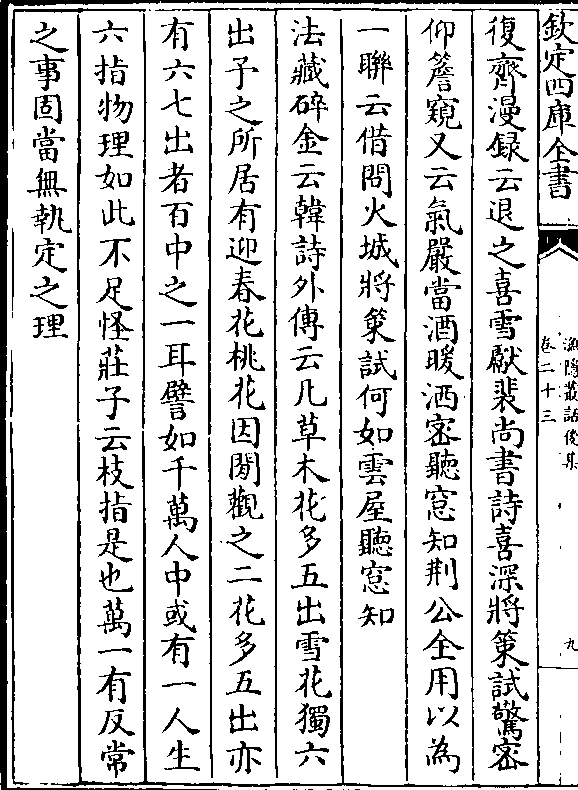 欽定四庫全書
漁隱叢話後集
卷二十三
九
復齋漫録云退之喜雪獻裴尚書詩喜深將策試驚密
仰簷窺又云氣嚴當酒暖洒密聽窻知荆公全用以為
一聯云借問火城將策試何如雲屋聽窻知
法藏碎金云韓詩外傳云凡草木花多五出雪花獨六
出予之所居有迎春花桃花因閒觀之二花多五出亦
有六七出者百中之一耳譬如千萬人中或有一人生
六指物理如此不足怪莊子云枝指是也萬一有反常
之事固當無執定之理